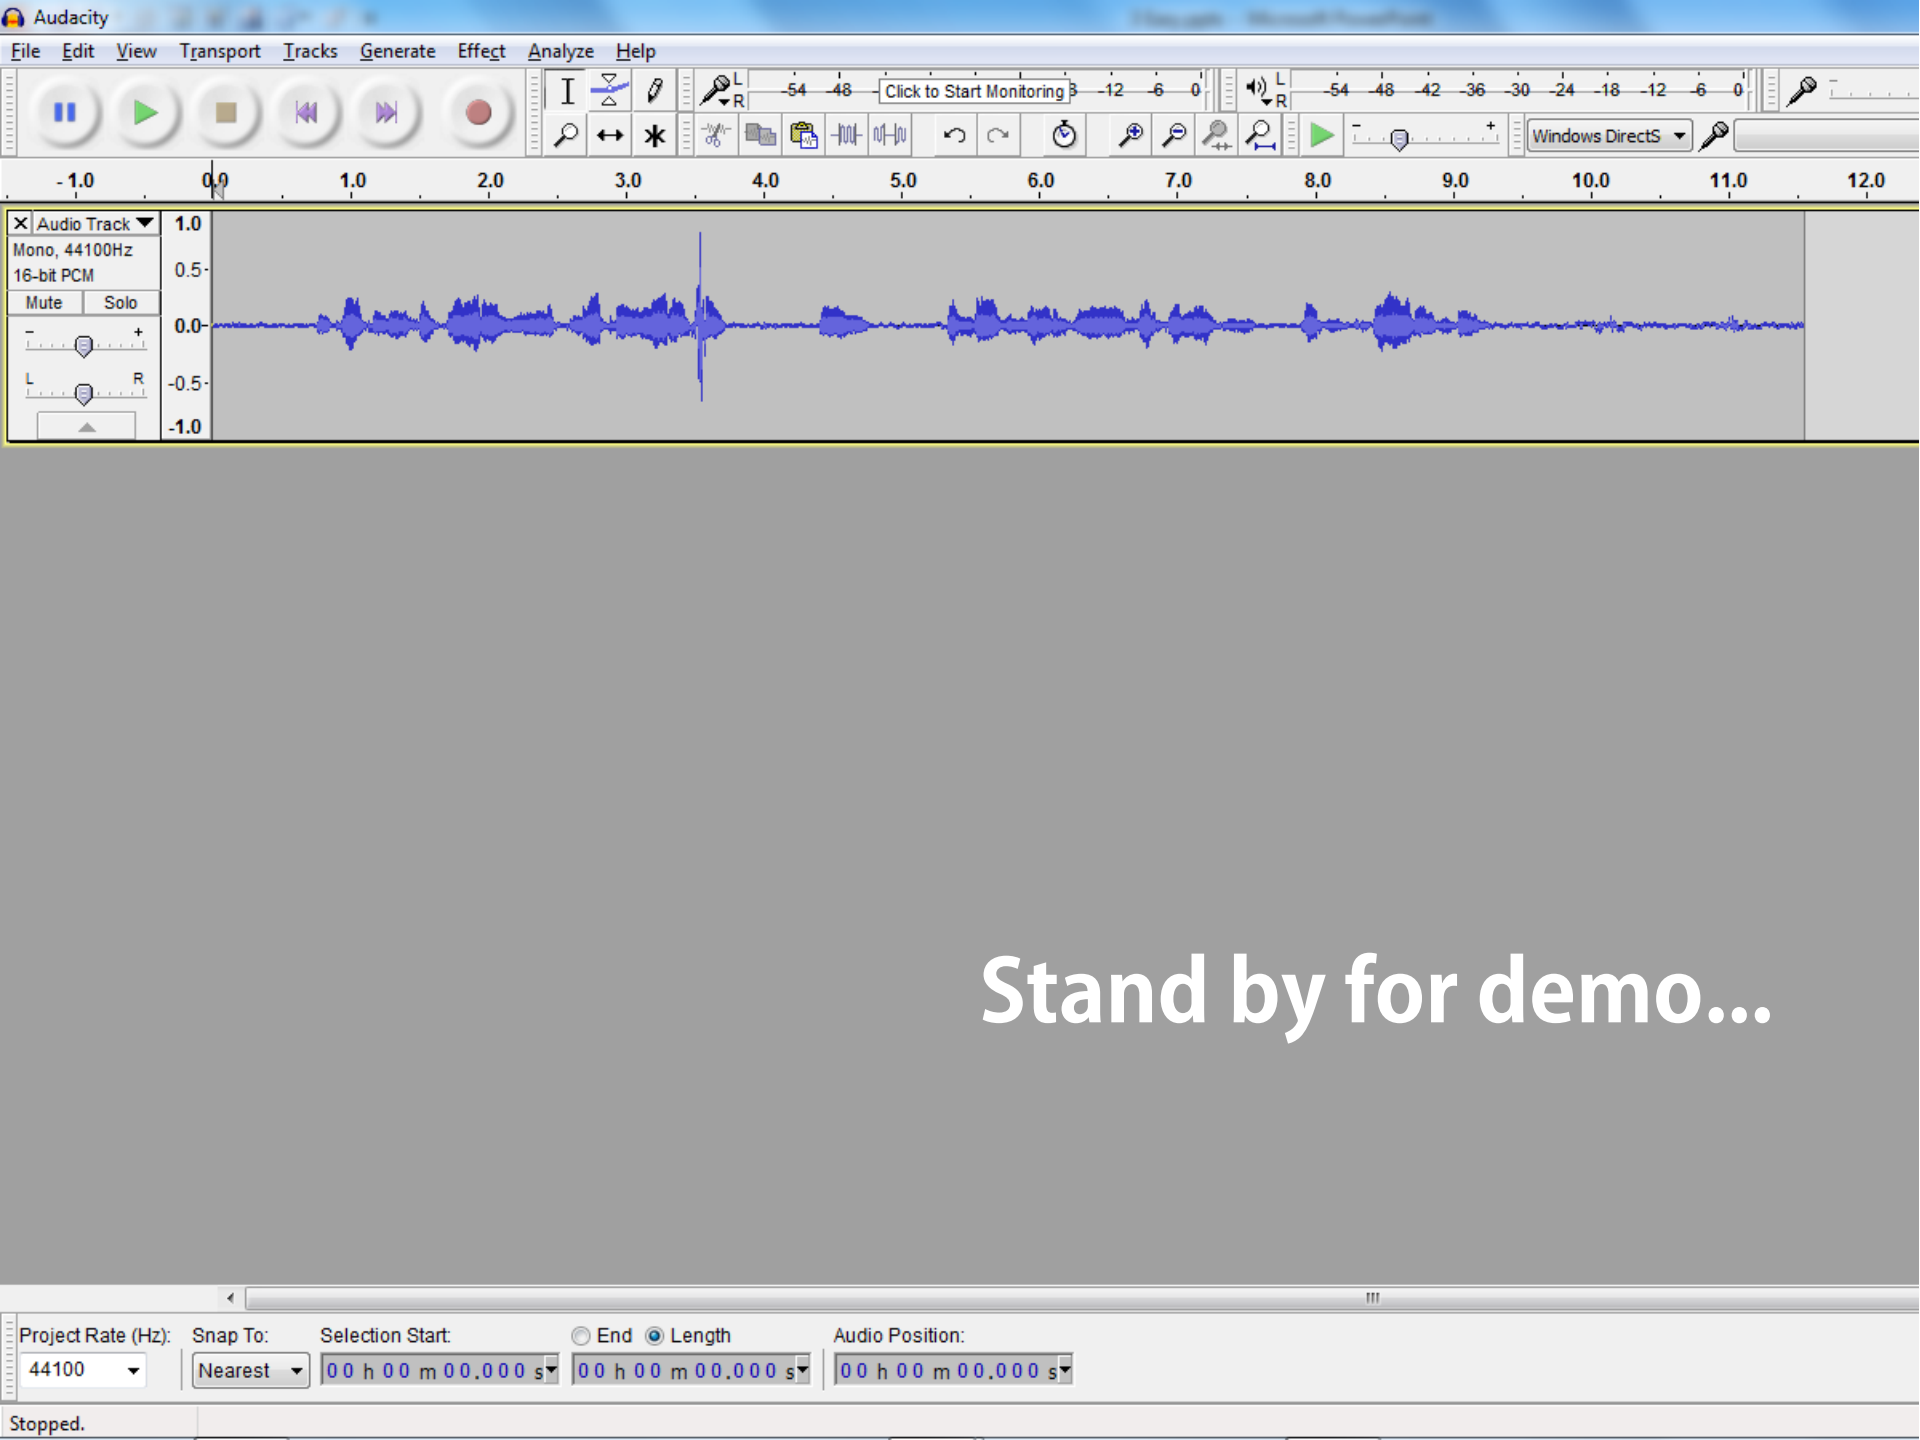 Audacity
File Edit View Transport Tracks Generate Effect Analyze Help
L R -54 -48 Click to Start Monitoring -12 -6 0 L R -54 -48 -42 -36 -30 -24 -18 -12 -6 0
Windows DirectS
- 1.0 0.0 1.0 2.0 3.0 4.0 5.0 6.0 7.0 8.0 9.0 10.0 11.0 12.0
Audio Track 1.0
Mono, 44100Hz
16-bit PCM 0.5
Mute Solo
- + 0.0
L R -0.5
-1.0
Stand by for demo...
Project Rate (Hz): Snap To: Selection Start: End Length Audio Position:
44100 Nearest 00 h 00 m 00.000 s 00 h 00 m 00.000 s 00 h 00 m 00.000 s
Stopped.